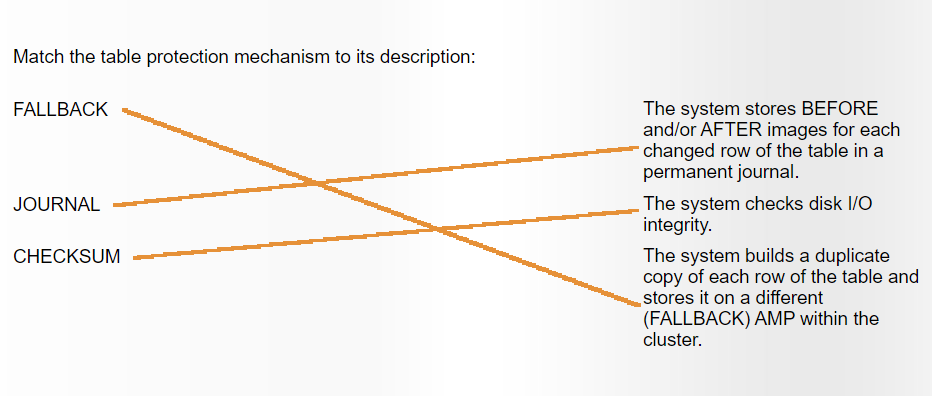 Match the table protection mechanism to its description:
FALLBACK
JOURNAL
CHECKSUM
The system stores BEFORE
and/or AFTER images for each
changed row of the table in a
permanent journal.
The system checks disk I/O
integrity.
The system builds a duplicate
copy of each row of the table and
stores it on a different
(FALLBACK) AMP within the
cluster.